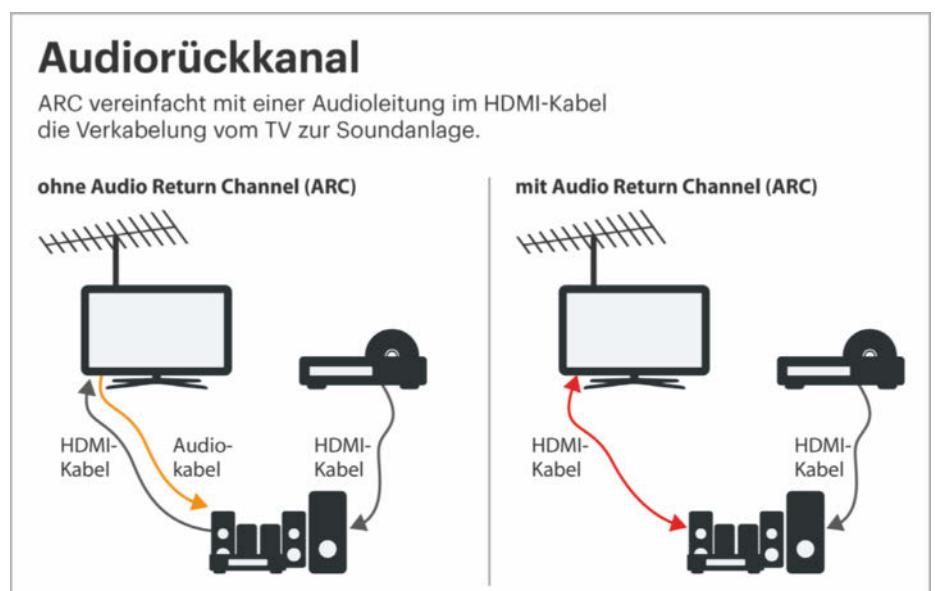 Audiorückkanal
ARC vereinfacht mit einer Audioleitung im HDMI-Kabel
die Verkabelung vom TV zur Soundanlage.
ohne Audio Return Channel (ARC)
HDMI-
Kabel
Audio-
kabel
HDMI-
Kabel
mit Audio Return Channel (ARC)
HDMI-
Kabel
HDMI-
Kabel